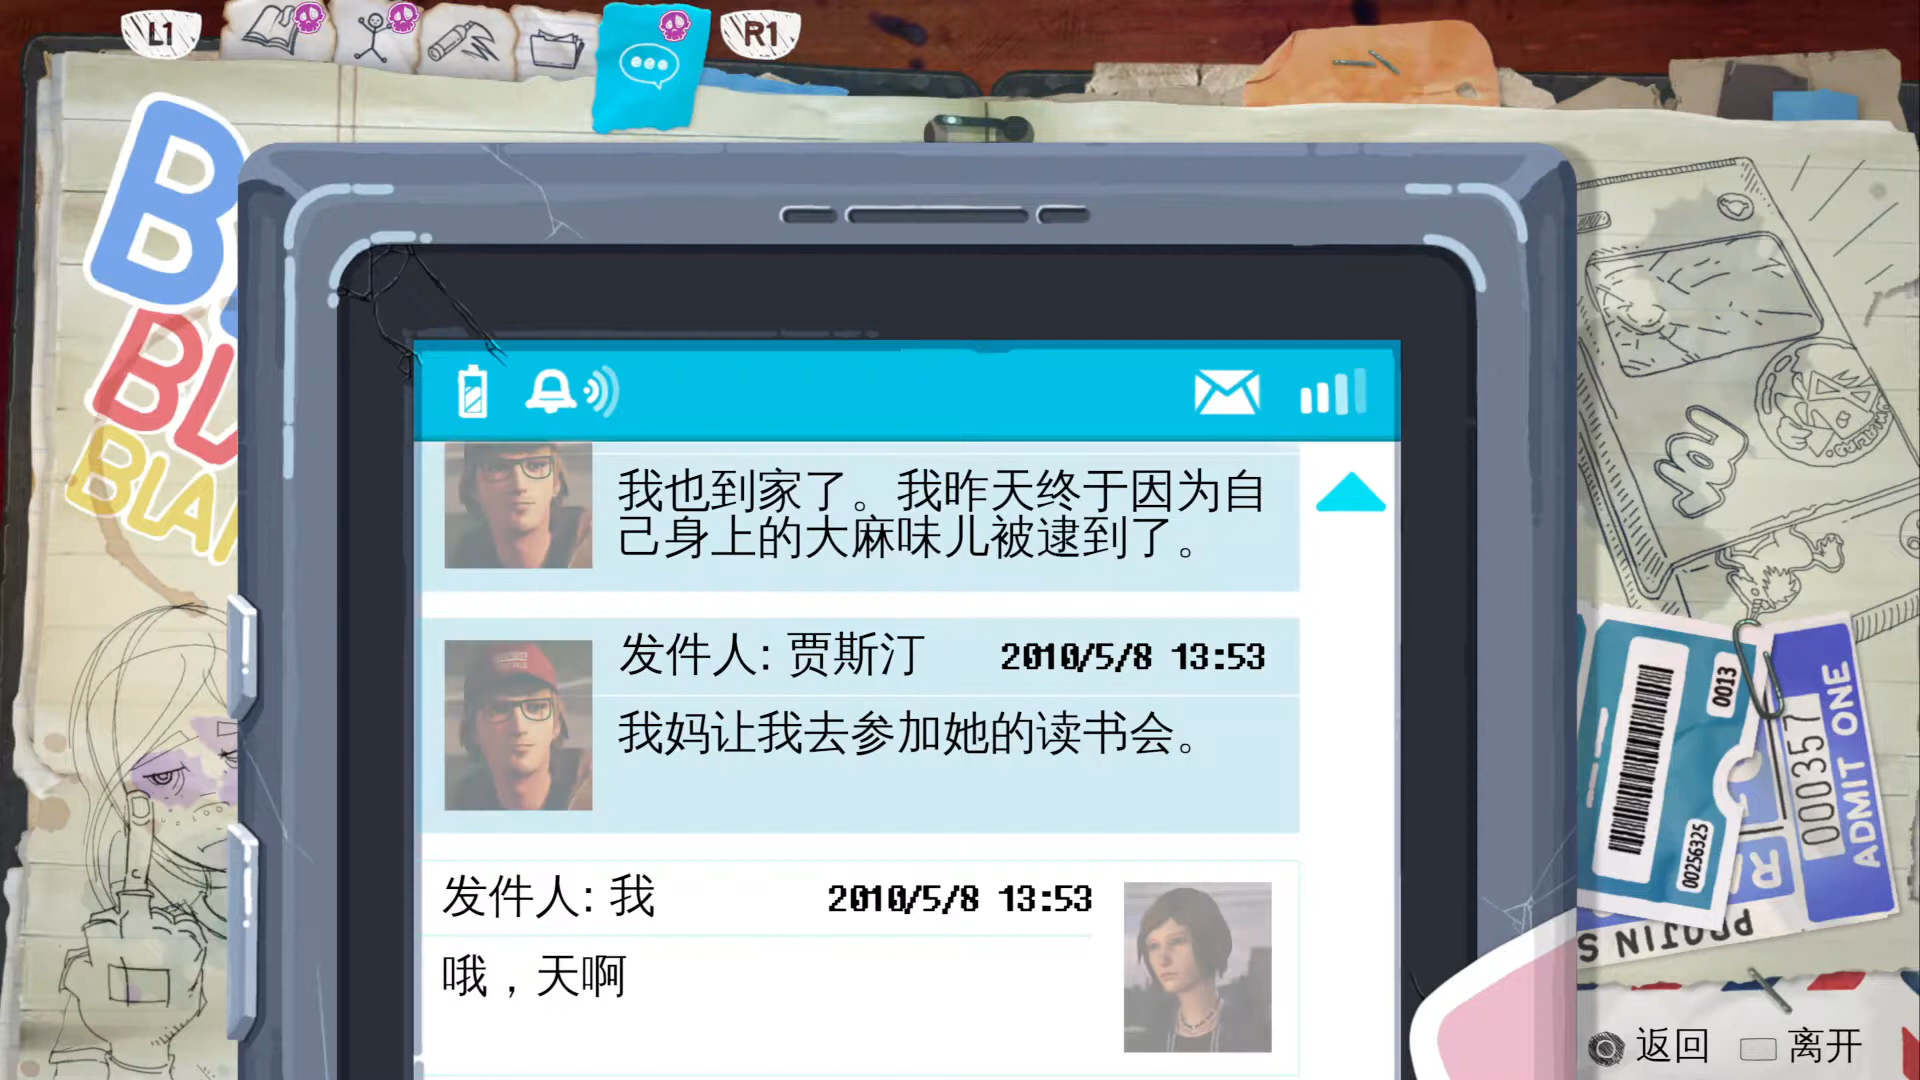 L1
R1
我也到家了。我昨天终于因为自
己身上的大麻味儿被逮到了。
发件人: 贾斯汀
2010/5/8 13:53
我妈让我去参加她的读书会。
发件人: 我
2010/5/8 13:53
哦，天啊
BLA
0013
00256325
000357
ADMIT ONE
返回
离开